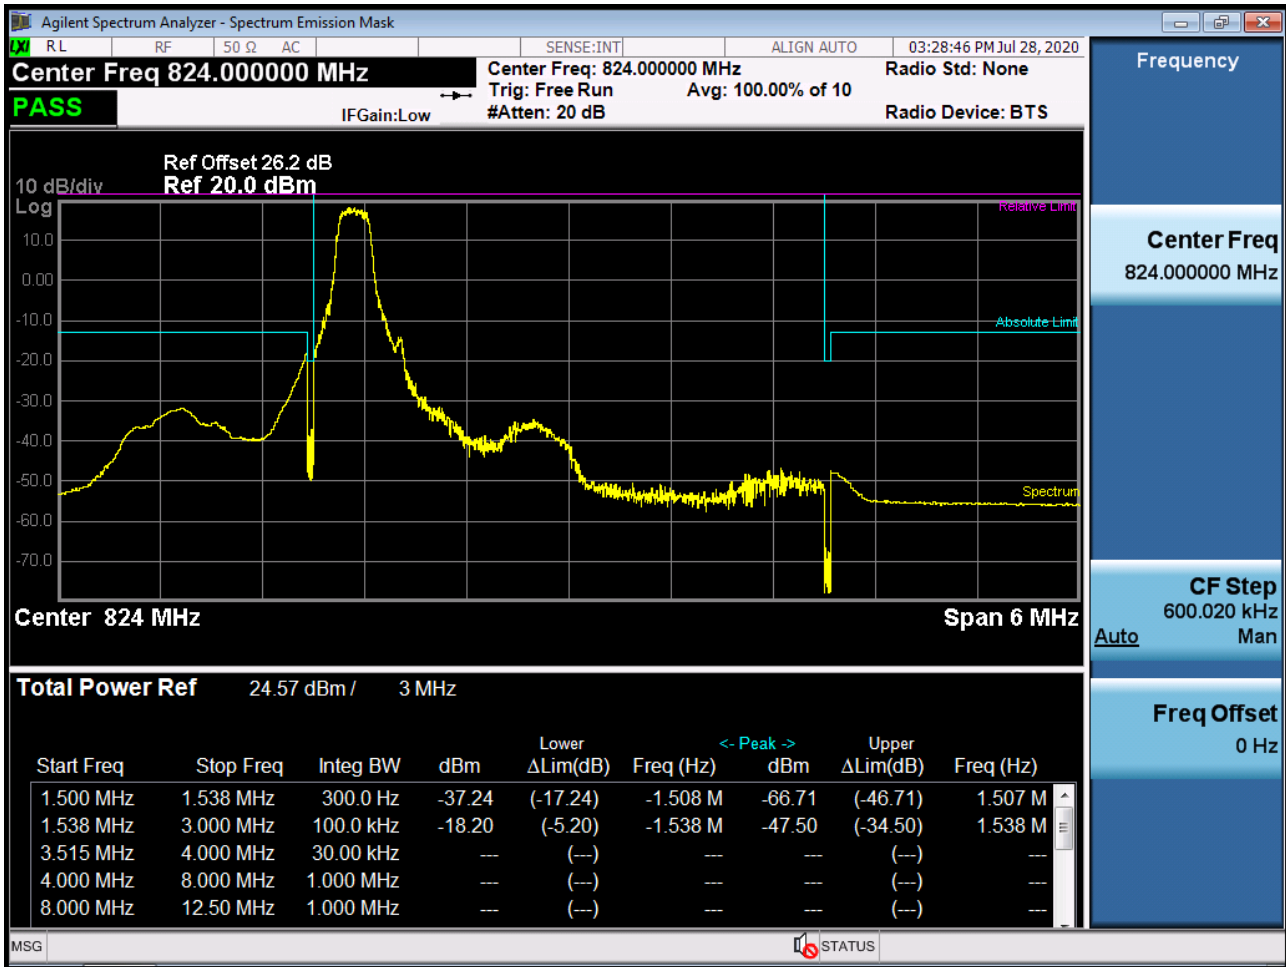 Agilent Spectrum Analyzer - Spectrum Emission Mask
LXI RL RF 50 Ω AC SENSE:INT ALIGN AUTO 03:28:46 PM Jul 28, 2020
Center Freq 824.000000 MHz
PASS
IFGain:Low
Center Freq: 824.000000 MHz
Trig: Free Run Avg: 100.00% of 10
#Atten: 20 dB
Radio Std: None
Radio Device: BTS
Ref Offset 26.2 dB
10 dB/div Ref 20.0 dBm
Log
Relative Limit
10.0
0.00
-10.0
Absolute Limit
-20.0
-30.0
-40.0
-50.0
Spectrum
-60.0
-70.0
Center 824 MHz Span 6 MHz
Total Power Ref 24.57 dBm / 3 MHz
Lower <- Peak -> Upper
Start Freq Stop Freq Integ BW dBm ΔLim(dB) Freq (Hz) dBm ΔLim(dB) Freq (Hz)
1.500 MHz 1.538 MHz 300.0 Hz -37.24 (-17.24) -1.508 M -66.71 (-46.71) 1.507 M
1.538 MHz 3.000 MHz 100.0 kHz -18.20 (-5.20) -1.538 M -47.50 (-34.50) 1.538 M
3.515 MHz 4.000 MHz 30.00 kHz --- (---) --- --- (---) ---
4.000 MHz 8.000 MHz 1.000 MHz --- (---) --- --- (---) ---
8.000 MHz 12.50 MHz 1.000 MHz --- (---) --- --- (---) ---
MSG STATUS
Frequency
Center Freq
824.000000 MHz
CF Step
600.020 kHz
Auto Man
Freq Offset
0 Hz